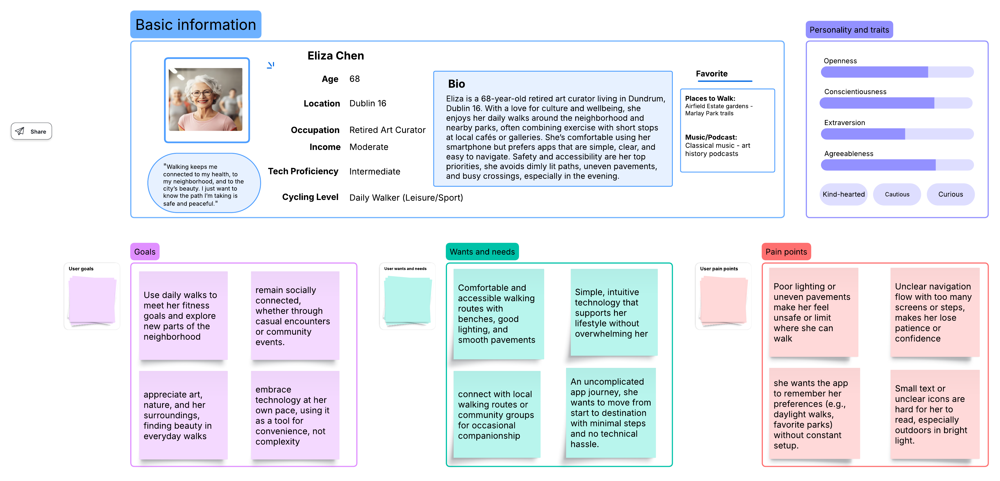 Basic information
Personality and traits
Share
"Walking keeps me
connected to my health, to
my neighborhood, and to the
city’s beauty. I just want to
know the path I’m taking is
safe and peaceful."
Eliza Chen
Age 68
Location Dublin 16
Occupation Retired Art Curator
Income Moderate
Tech Proficiency Intermediate
Cycling Level Daily Walker (Leisure/Sport)
Bio
Eliza is a 68-year-old retired art curator living in Dundrum,
Dublin 16. With a love for culture and wellbeing, she
enjoys her daily walks around the neighborhood and
nearby parks, often combining exercise with short stops
at local cafés or galleries. She’s comfortable using her
smartphone but prefers apps that are simple, clear, and
easy to navigate. Safety and accessibility are her top
priorities, she avoids dimly lit paths, uneven pavements,
and busy crossings, especially in the evening.
Favorite
Places to Walk:
Airfield Estate gardens -
Marlay Park trails
Music/Podcast:
Classical music - art
history podcasts
Openness
Conscientiousness
Extraversion
Agreeableness
Kind-hearted
Cautious
Curious
Goals
User goals
Use daily walks to
meet her fitness
goals and explore
new parts of the
neighborhood
remain socially
connected,
whether through
casual encounters
or community
events.
appreciate art,
nature, and her
surroundings,
finding beauty in
everyday walks
embrace
technology at her
own pace, using it
as a tool for
convenience, not
complexity
Wants and needs
User wants and needs
Comfortable and
accessible walking
routes with
benches, good
lighting, and
smooth pavements
Simple, intuitive
technology that
supports her
lifestyle without
overwhelming her
connect with local
walking routes or
community groups
for occasional
companionship
An uncomplicated
app journey, she
wants to move from
start to destination
with minimal steps
and no technical
hassle.
Pain points
User pain points
Poor lighting or
uneven pavements
make her feel
unsafe or limit
where she can
walk
Unclear navigation
flow with too many
screens or steps,
makes her lose
patience or
confidence
she wants the app
to remember her
preferences (e.g.,
daylight walks,
favorite parks)
without constant
setup.
Small text or
unclear icons are
hard for her to
read, especially
outdoors in bright
light.